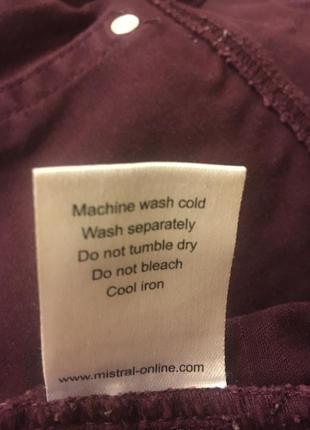 Machine wash cold
Wash separately
Do not tumble dry
Do not bleach
Cool iron
www.mistral-online.com